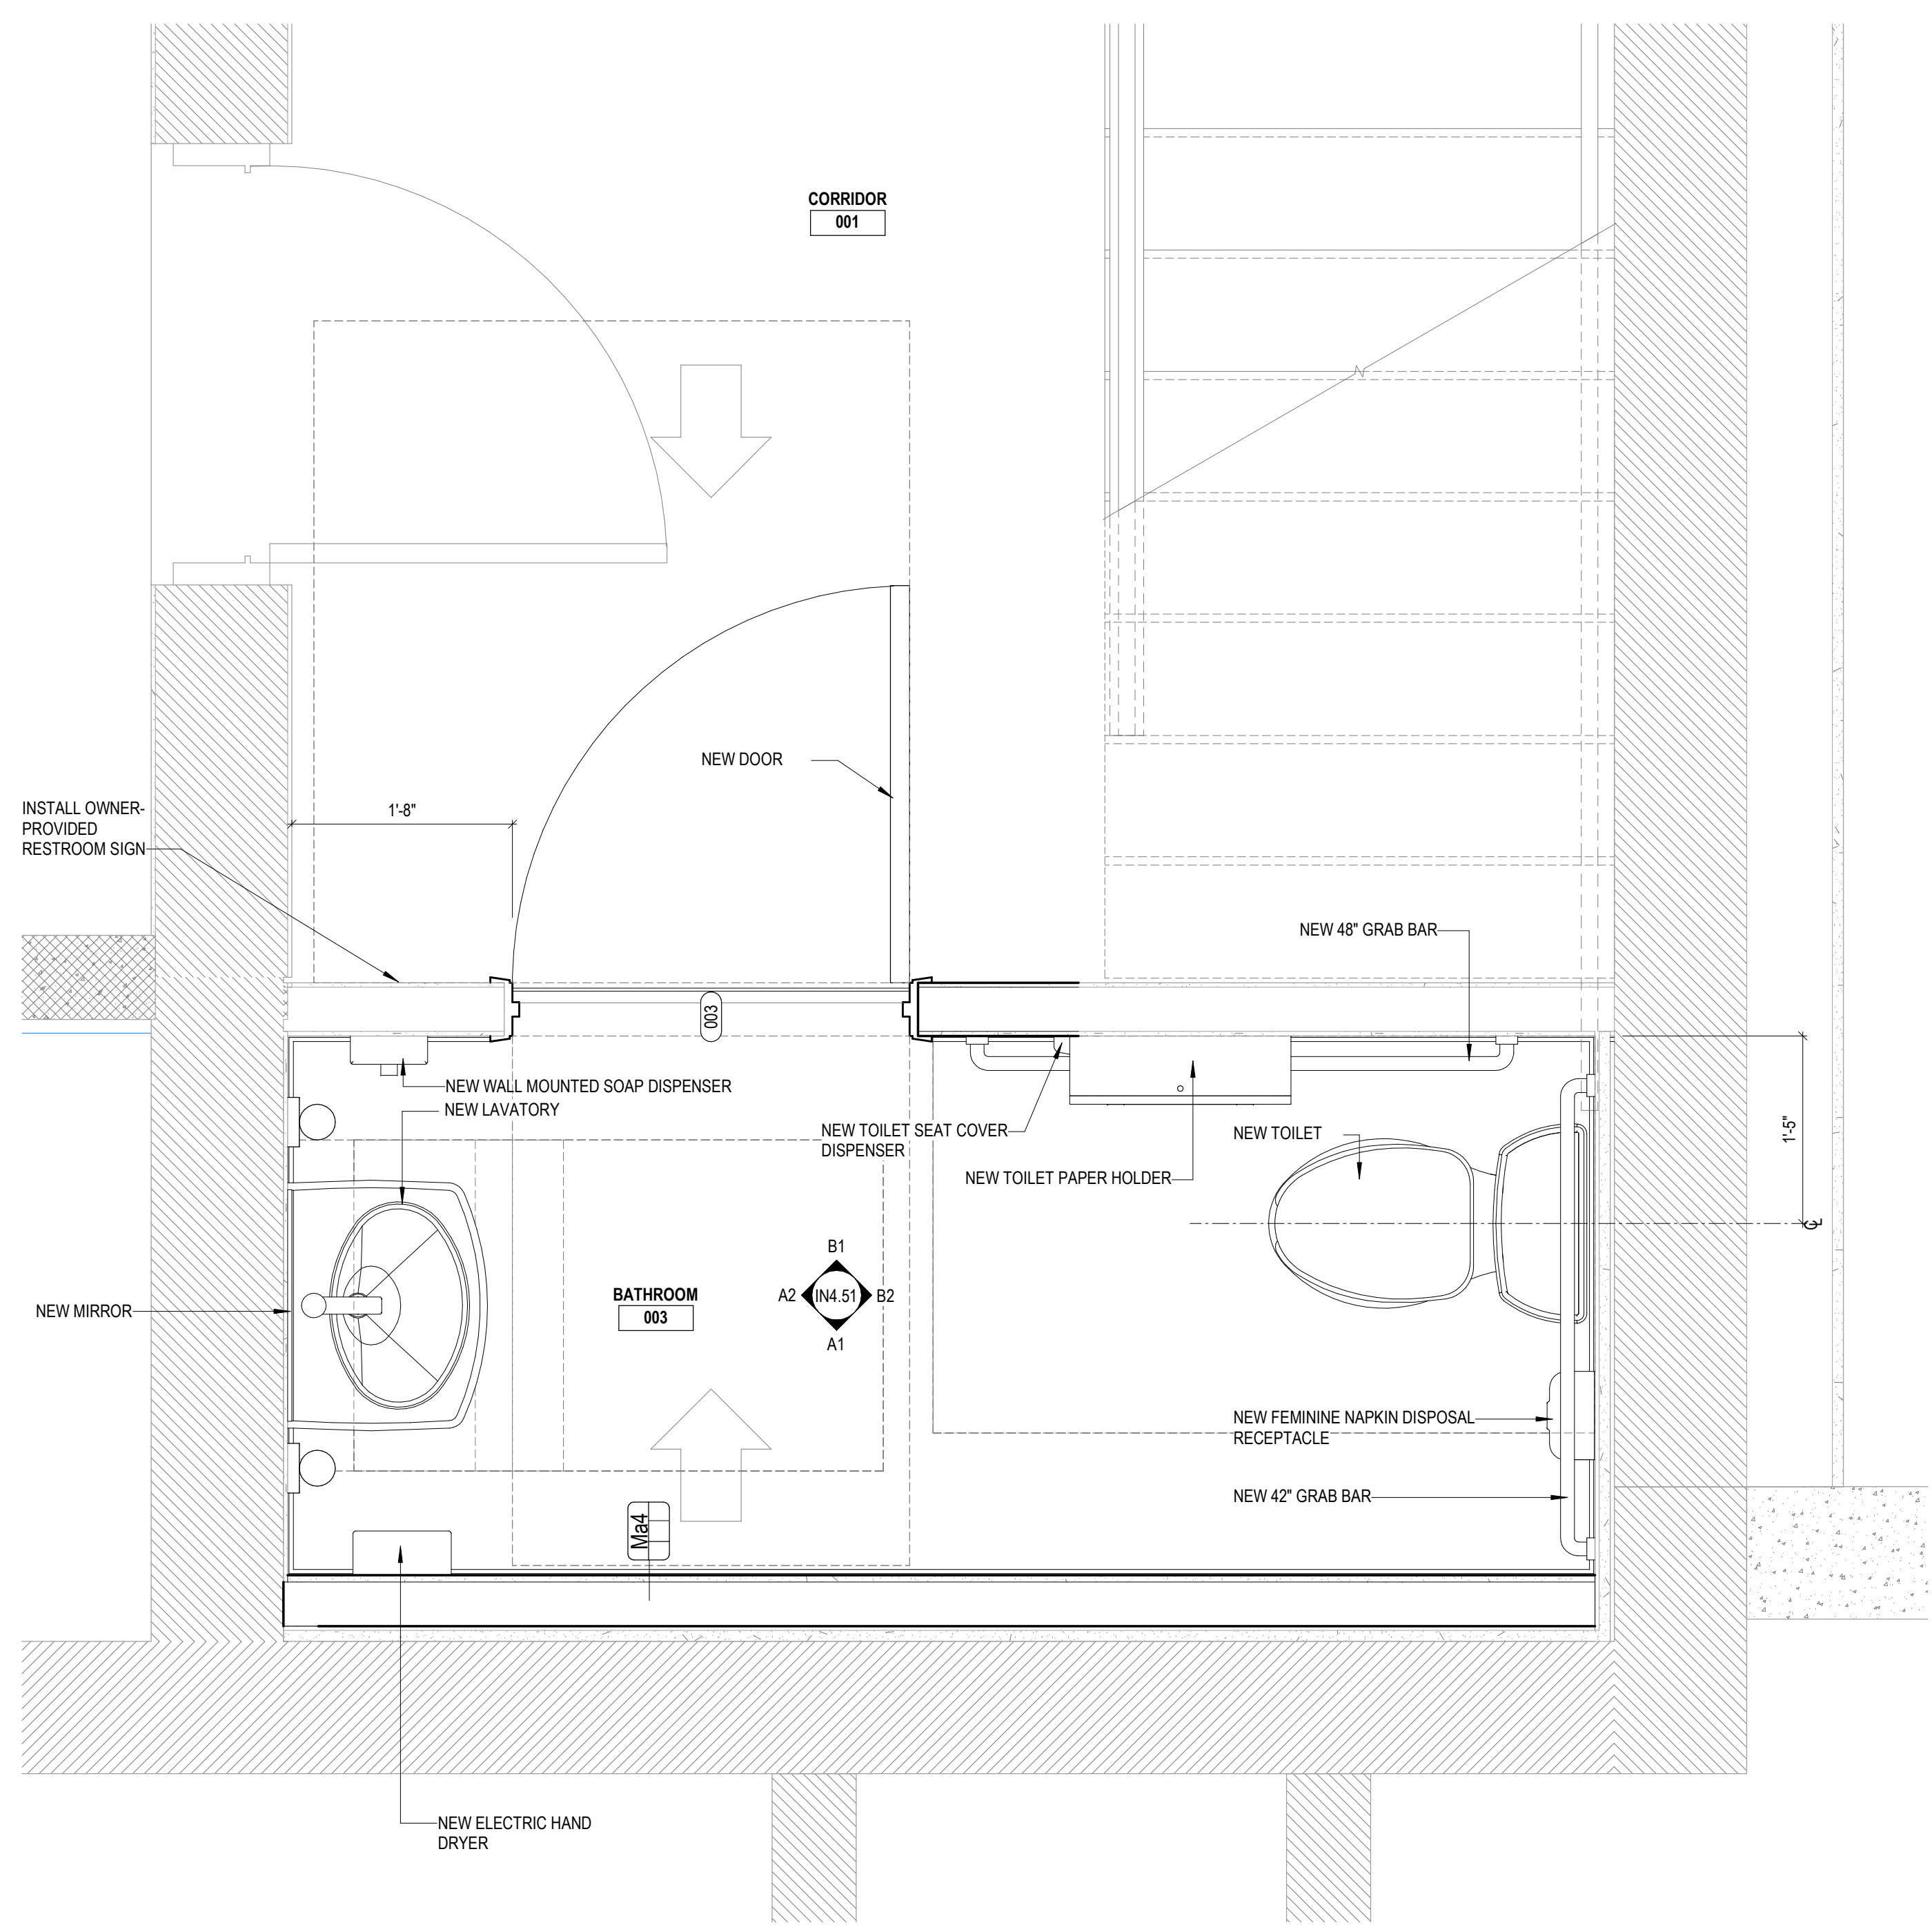 CORRIDOR
001
NEW DOOR
1'-8"
INSTALL OWNER-
PROVIDED
RESTROOM SIGN
NEW 48" GRAB BAR
003
NEW WALL MOUNTED SOAP DISPENSER
NEW LAVATORY
NEW TOILET SEAT COVER
DISPENSER
NEW TOILET
1'-5"
NEW TOILET PAPER HOLDER
CL
B1
A2 IN4.51 B2
A1
BATHROOM
003
NEW MIRROR
NEW FEMININE NAPKIN DISPOSAL
RECEPTACLE
NEW 42" GRAB BAR
Ma4
NEW ELECTRIC HAND
DRYER